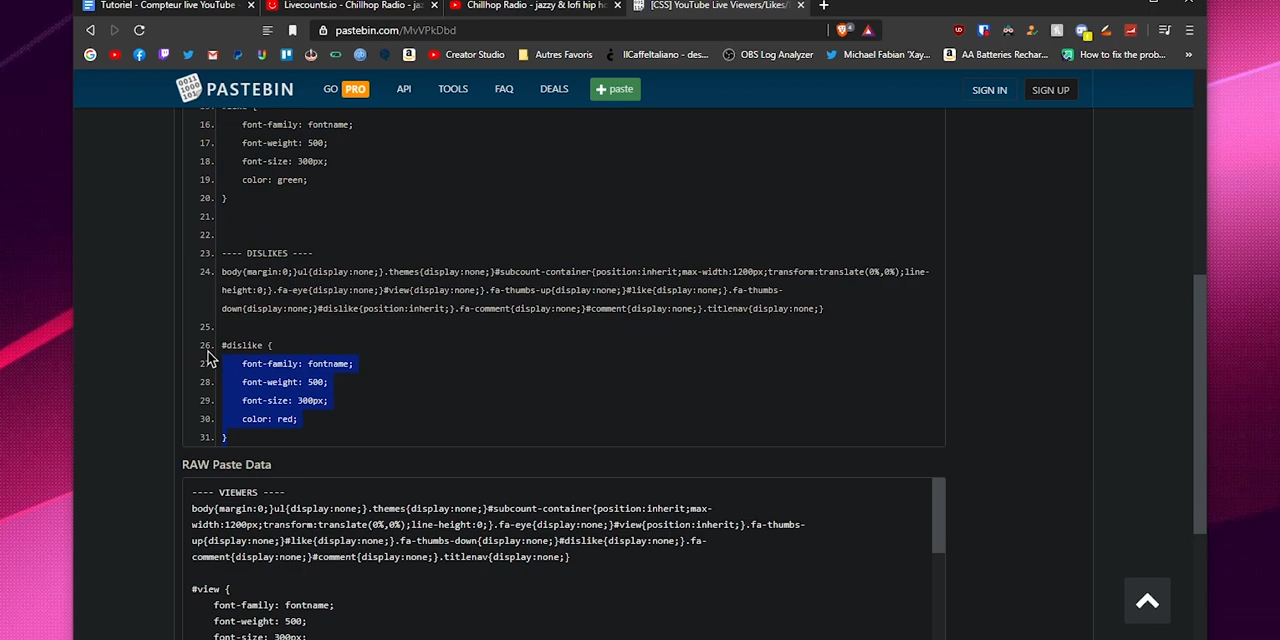 Tutoriel - Compteur live YouTube
Livecounts.io - Chillhop Radio - ja
Chillhop Radio - jazzy & lofi hip h
[CSS] YouTube Live Viewers/Likes/
pastebin.com/MvVPkDbd
Creator Studio
Autres Favoris
IlCaffeItaliano - des...
OBS Log Analyzer
Michael Fabian "Xay...
AA Batteries Rechar...
How to fix the prob...
PASTEBIN
GO PRO
API
TOOLS
FAQ
DEALS
+ paste
SIGN IN
SIGN UP
16. font-family: fontname;
17. font-weight: 500;
18. font-size: 300px;
19. color: green;
20. }
21.
22.
23. ---- DISLIKES ----
24. body{margin:0;}ul{display:none;}.themes{display:none;}#subcount-container{position:inherit;max-width:1200px;transform:translate(0%,0%);line-
height:0;}.fa-eye{display:none;}#view{display:none;}.fa-thumbs-up{display:none;}#like{display:none;}.fa-thumbs-
down{display:none;}#dislike{position:inherit;}.fa-comment{display:none;}#comment{display:none;}.titlenav{display:none;}
25.
26. #dislike {
font-family: fontname;
28. font-weight: 500;
29. font-size: 300px;
30. color: red;
31. }
RAW Paste Data
---- VIEWERS ----
body{margin:0;}ul{display:none;}.themes{display:none;}#subcount-container{position:inherit;max-
width:1200px;transform:translate(0%,0%);line-height:0;}.fa-eye{display:none;}#view{position:inherit;}.fa-thumbs-
up{display:none;}#like{display:none;}.fa-thumbs-down{display:none;}#dislike{display:none;}.fa-
comment{display:none;}#comment{display:none;}.titlenav{display:none;}
#view {
font-family: fontname;
font-weight: 500;
font-size: 300px;